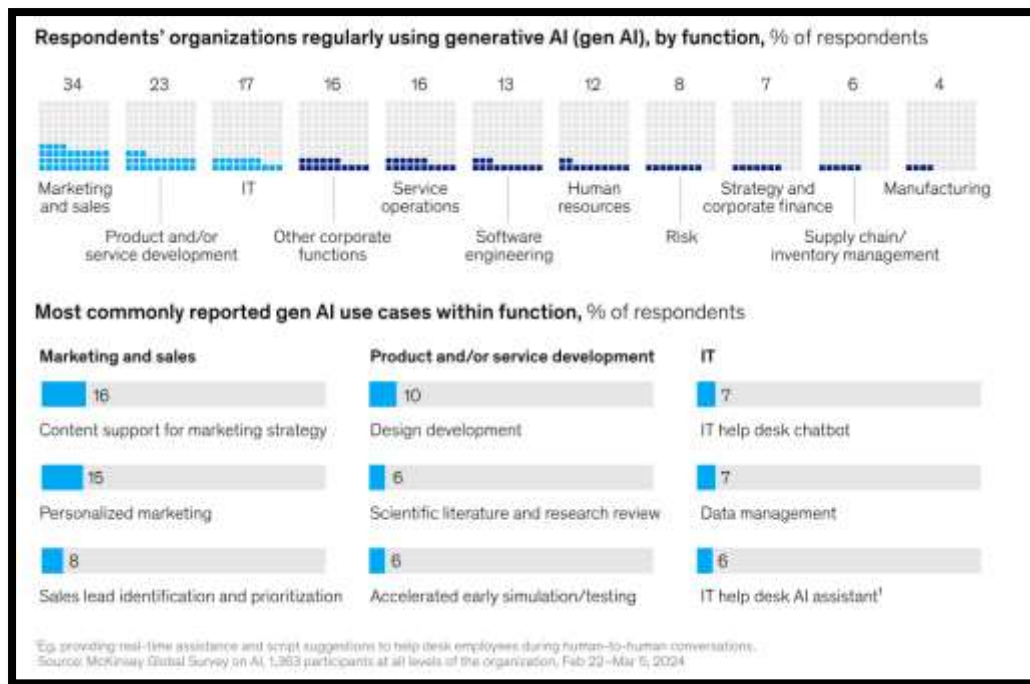 Respondents' organizations regularly using generative AI (gen AI), by function, % of respondents
34 23 17 16 16 13 12 8 7 6 4
Marketing
and sales
Product and/or
service development
IT
Other corporate
functions
Service
operations
Software
engineering
Human
resources
Risk
Strategy and
corporate finance
Supply chain/
inventory management
Manufacturing
Most commonly reported gen AI use cases within function, % of respondents
Marketing and sales
16
Content support for marketing strategy
15
Personalized marketing
8
Sales lead identification and prioritization
Product and/or service development
10
Design development
6
Scientific literature and research review
6
Accelerated early simulation/testing
IT
7
IT help desk chatbot
7
Data management
6
IT help desk AI assistant¹
¹Eg, providing real-time assistance and script suggestions to help desk employees during human-to-human conversations.
Source: McKinsey Global Survey on AI, 1,363 participants at all levels of the organization, Feb 22–Mar 5, 2024